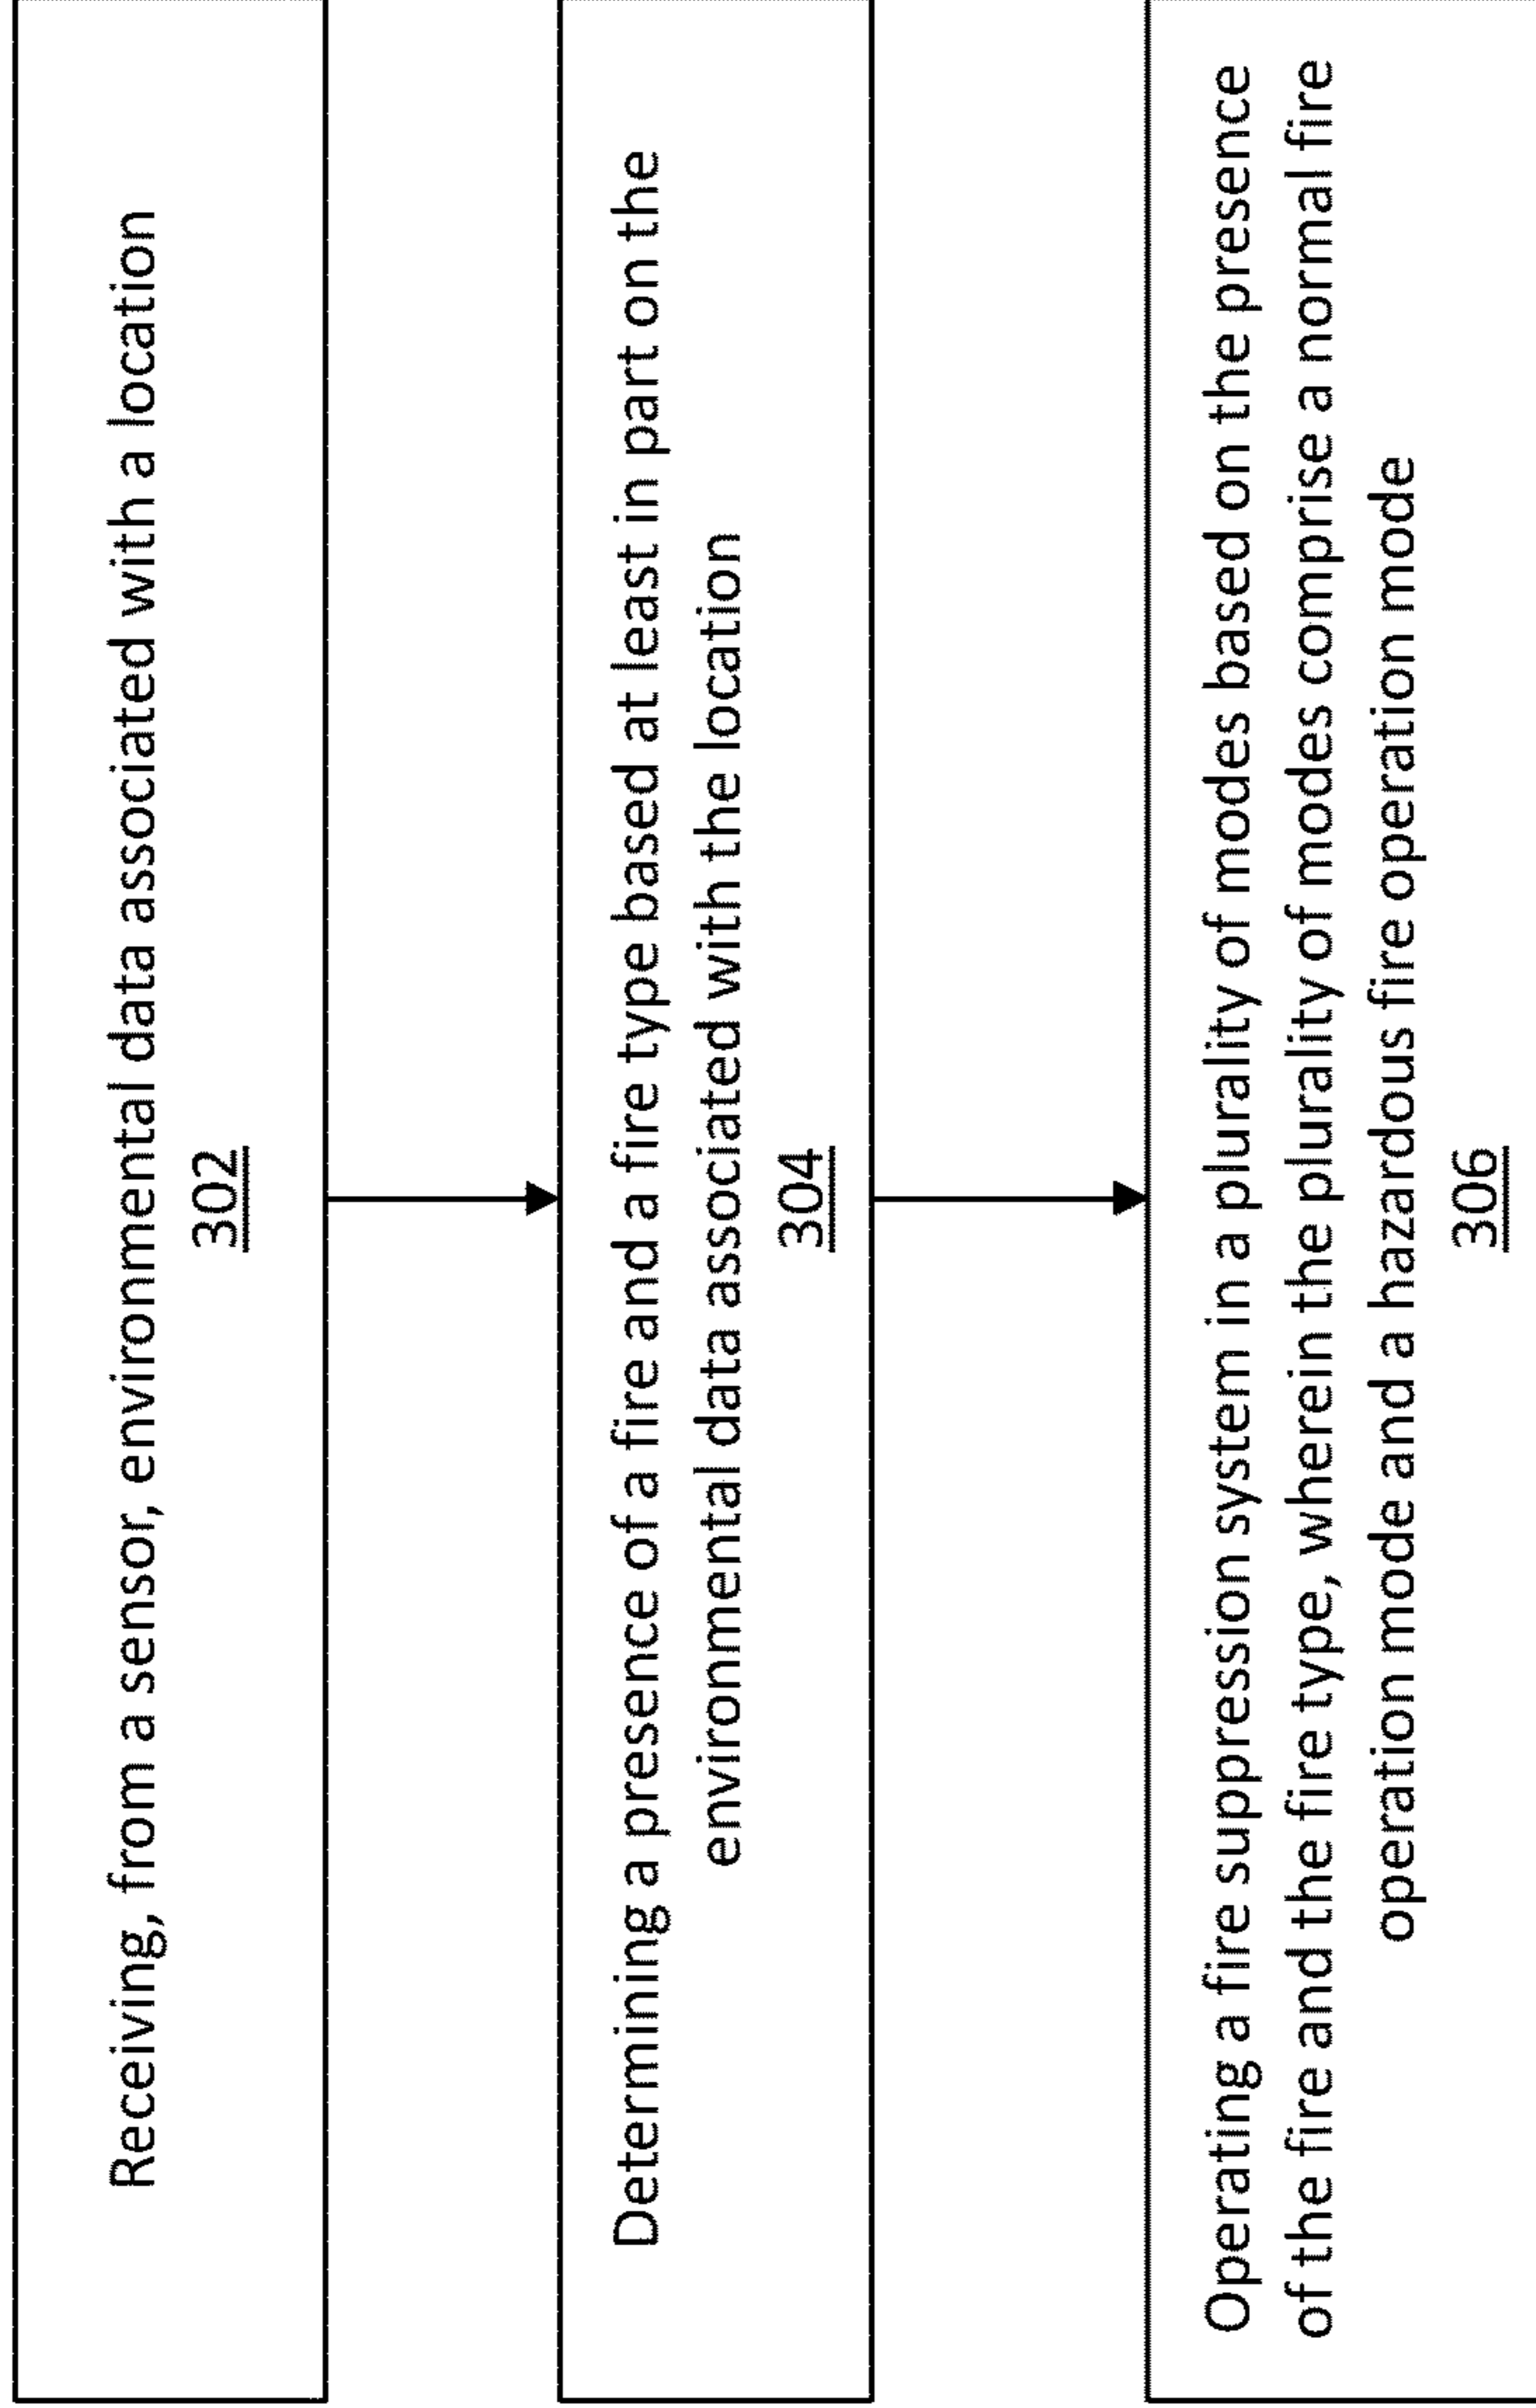 Receiving, from a sensor, environmental data associated with a location
302
Determining a presence of a fire and a fire type based at least in part on the
environmental data associated with the location
304
Operating a fire suppression system in a plurality of modes based on the presence
of the fire and the fire type, wherein the plurality of modes comprise a normal fire
operation mode and a hazardous fire operation mode
306